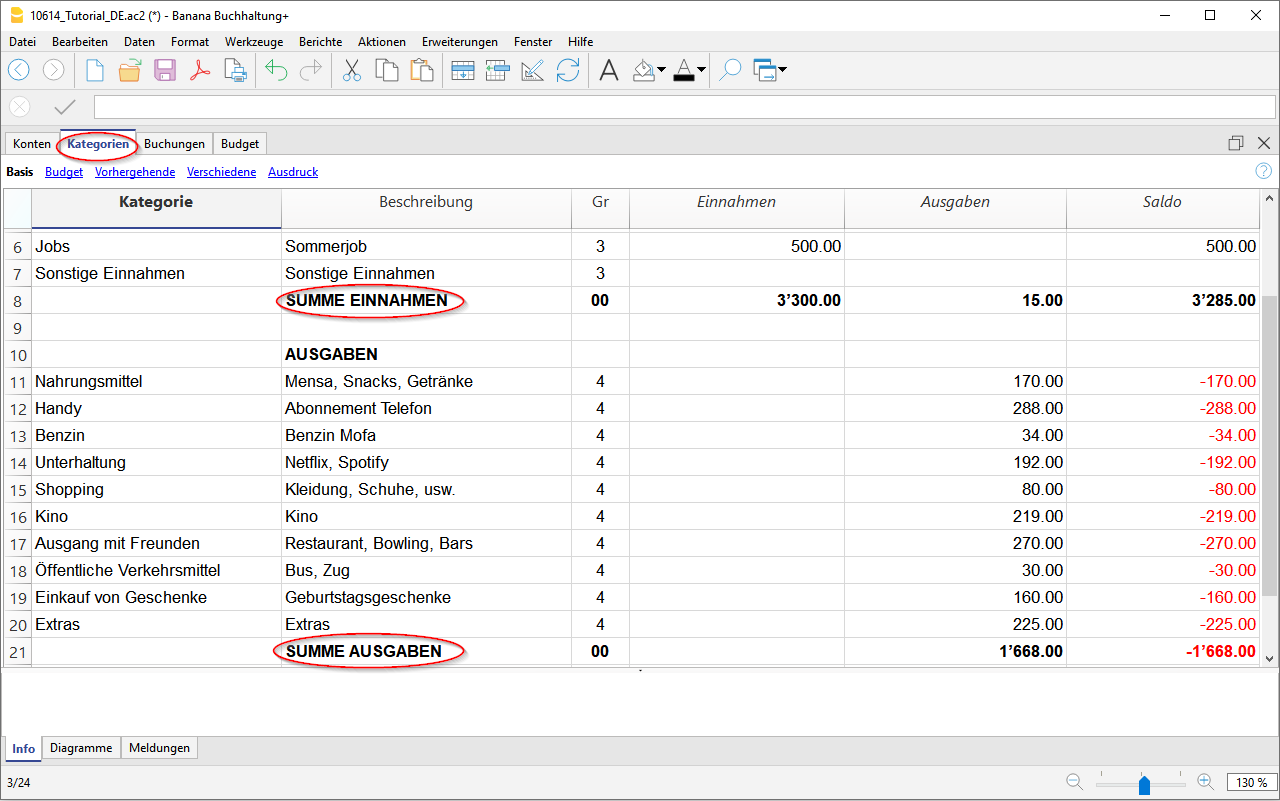 10614_Tutorial_DE.ac2 (*) - Banana Buchhaltung+
Datei Bearbeiten Daten Format Werkzeuge Berichte Aktionen Erweiterungen Fenster Hilfe
Konten Kategorien Buchungen Budget
Basis Budget Vorhergehende Verschiedene Ausdruck
Kategorie Beschreibung Gr Einnahmen Ausgaben Saldo
6 Jobs Sommerjob 3 500.00 500.00
7 Sonstige Einnahmen Sonstige Einnahmen 3
8 SUMME EINNAHMEN 00 3’300.00 15.00 3’285.00
9
10 AUSGABEN
11 Nahrungsmittel Mensa, Snacks, Getränke 4 170.00 -170.00
12 Handy Abonnement Telefon 4 288.00 -288.00
13 Benzin Benzin Mofa 4 34.00 -34.00
14 Unterhaltung Netflix, Spotify 4 192.00 -192.00
15 Shopping Kleidung, Schuhe, usw. 4 80.00 -80.00
16 Kino Kino 4 219.00 -219.00
17 Ausgang mit Freunden Restaurant, Bowling, Bars 4 270.00 -270.00
18 Öffentliche Verkehrsmittel Bus, Zug 4 30.00 -30.00
19 Einkauf von Geschenke Geburtstagsgeschenke 4 160.00 -160.00
20 Extras Extras 4 225.00 -225.00
21 SUMME AUSGABEN 00 1’668.00 -1’668.00
Info Diagramme Meldungen
3/24 130 %